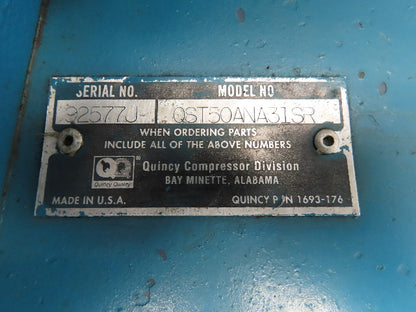 SERIAL NO. MODEL NO
92577J- QST50ANA31SR
WHEN ORDERING PARTS
INCLUDE ALL OF THE ABOVE NUMBERS
Quincy Compressor Division
BAY MINETTE, ALABAMA
Quincy Quincy
MADE IN U.S.A. QUINCY P/N 1693-176